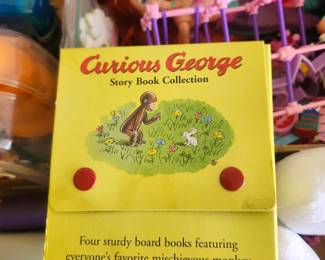 Curious George
Story Book Collection
Four sturdy board books featuring
everyone's favorite mischievous monkey